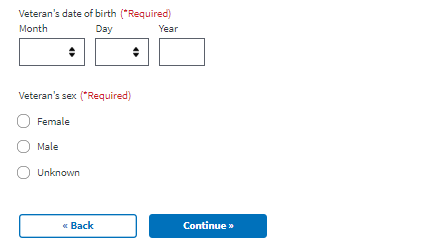 Veteran's date of birth (*Required)
Month Day Year
Veteran's sex (*Required)
Female
Male
Unknown
« Back Continue »